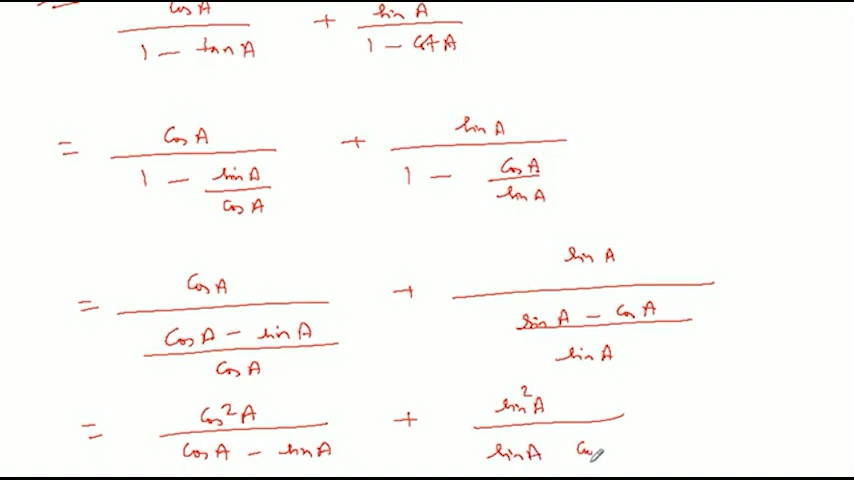 = cos A / (1 - tan A) + sin A / (1 - cot A)
= cos A / (1 - sin A / cos A) + sin A / (1 - cos A / sin A)
= cos A / ((cos A - sin A) / cos A) + sin A / ((sin A - cos A) / sin A)
= cos²A / (cos A - sin A) + sin²A / (sin A